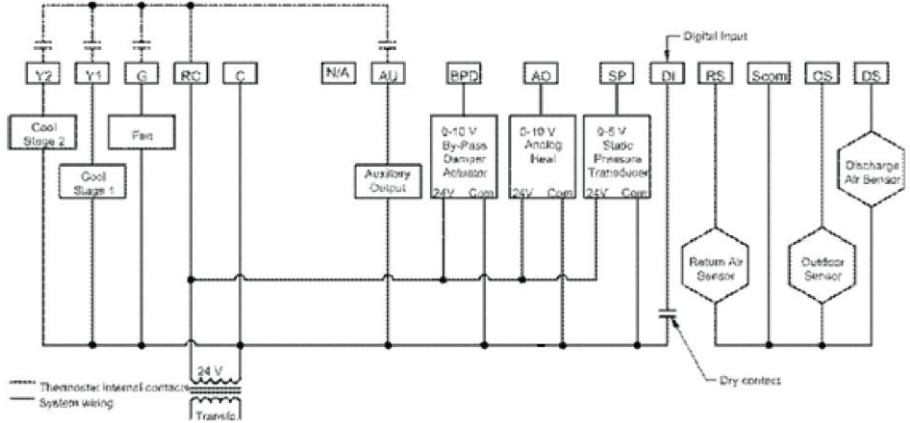 Digital Input
Y2 Y1 G RC C N/A AU BPD AO SP DI RS Scom OS DS
Cool
Stage 2
Fan
Cool
Stage 1
Auxiliary
Output
0-10 V
By-Pass
Damper
Actuator
24V Com
0-10 V
Analog
Heat
24V Com
0-5 V
Static
Pressure
Transducer
24V Com
Return Air
Sensor
Outdoor
Sensor
Discharge
Air Sensor
24 V
Transfo.
Dry contact
Thermostat internal contacts
System wiring